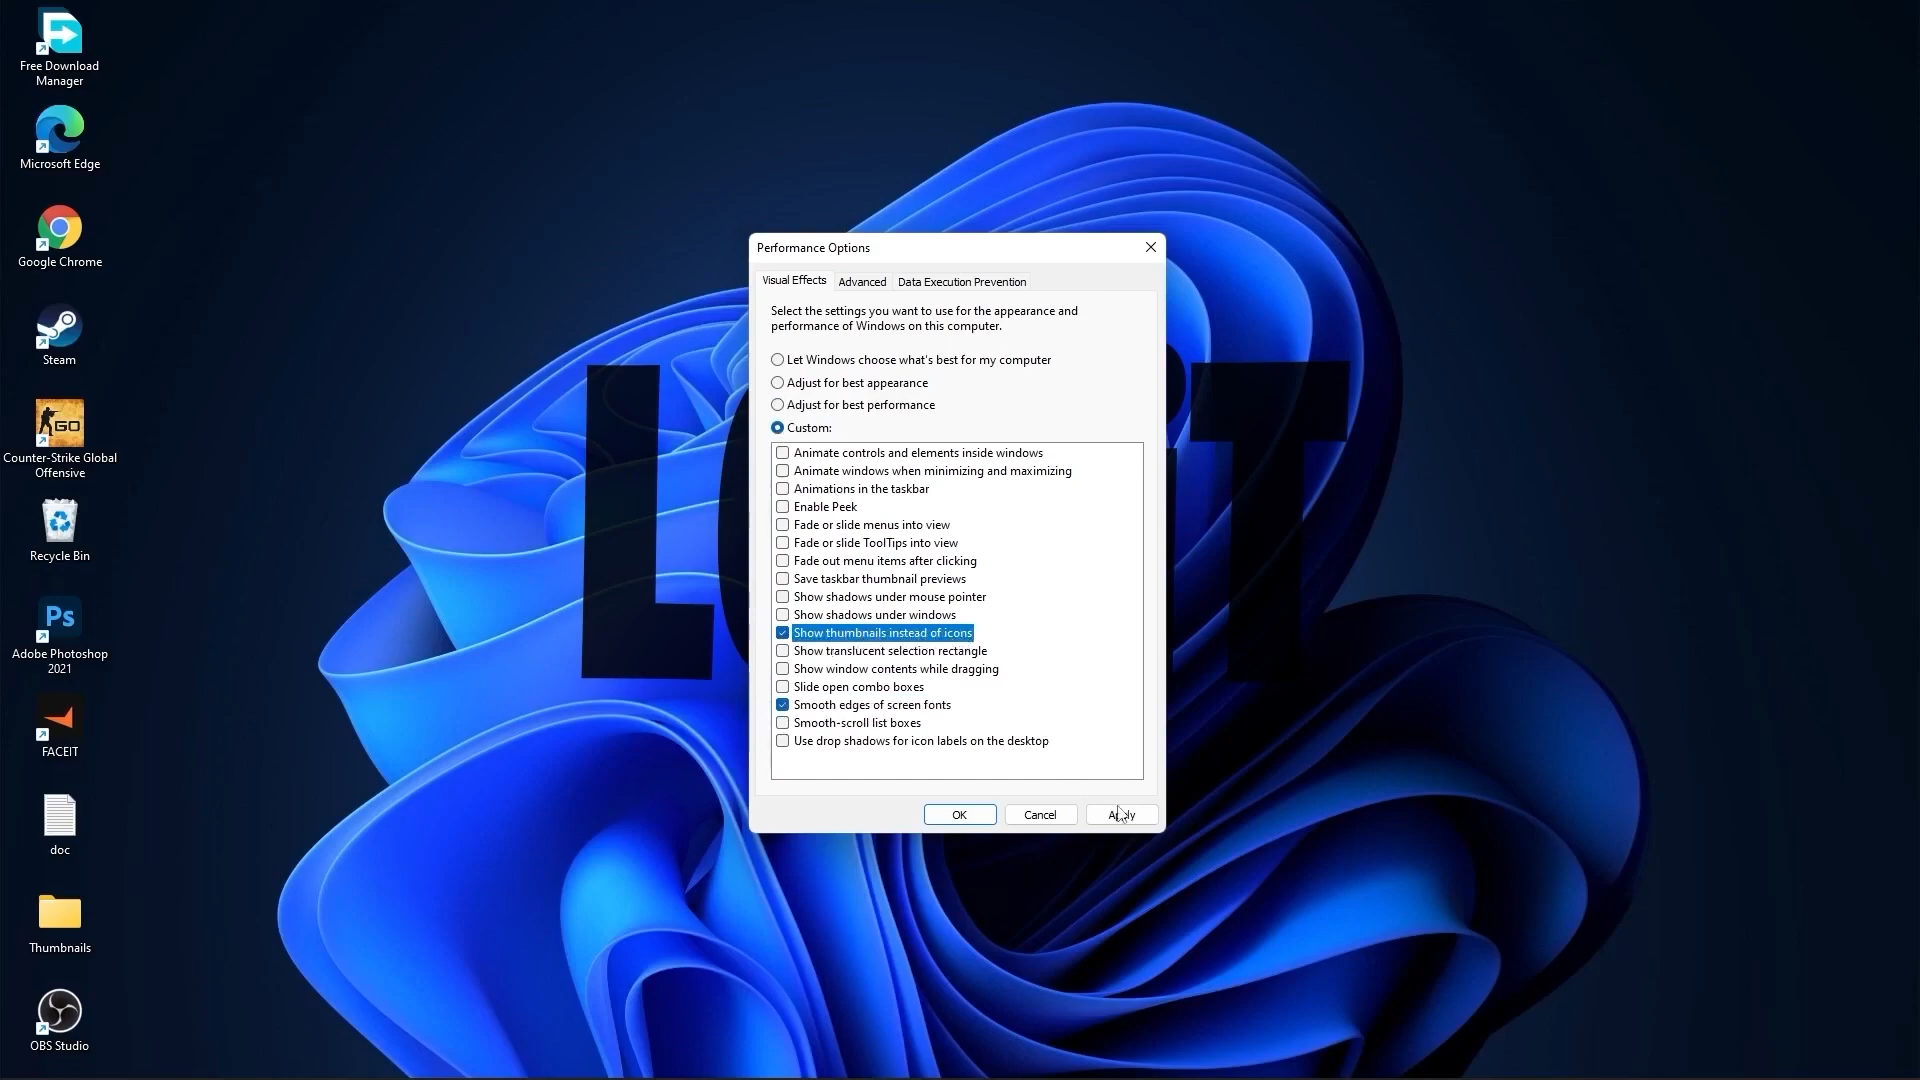 Free Download
Manager
Microsoft Edge
Google Chrome
Steam
GO
Counter-Strike Global
Offensive
Recycle Bin
Ps
Adobe Photoshop
2021
FACEIT
doc
Thumbnails
OBS Studio
Performance Options
Visual Effects
Advanced
Data Execution Prevention
Select the settings you want to use for the appearance and
performance of Windows on this computer.
Let Windows choose what's best for my computer
Adjust for best appearance
Adjust for best performance
Custom:
Animate controls and elements inside windows
Animate windows when minimizing and maximizing
Animations in the taskbar
Enable Peek
Fade or slide menus into view
Fade or slide ToolTips into view
Fade out menu items after clicking
Save taskbar thumbnail previews
Show shadows under mouse pointer
Show shadows under windows
Show thumbnails instead of icons
Show translucent selection rectangle
Show window contents while dragging
Slide open combo boxes
Smooth edges of screen fonts
Smooth-scroll list boxes
Use drop shadows for icon labels on the desktop
OK
Cancel
Apply